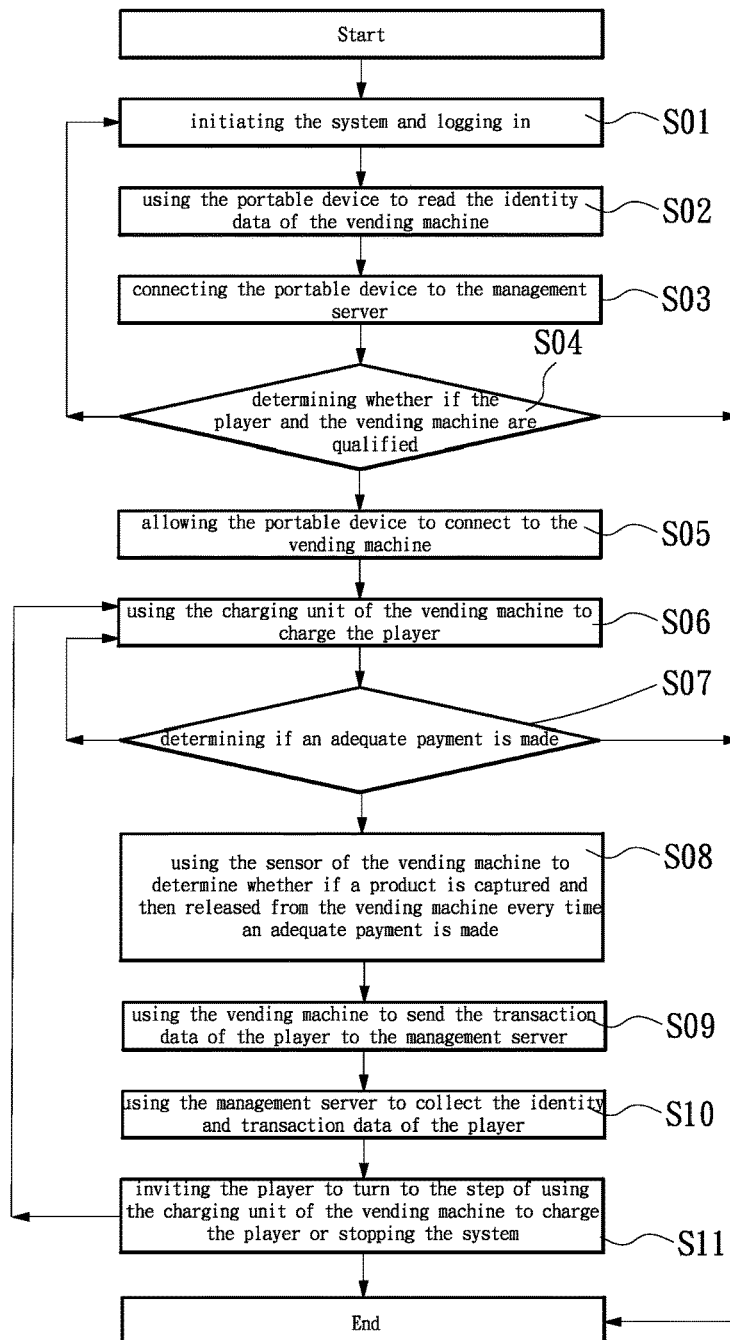 Start
initiating the system and logging in
S01
using the portable device to read the identity
data of the vending machine
S02
connecting the portable device to the management
server
S03
S04
determining whether if the
player and the vending machine are
qualified
allowing the portable device to connect to the
vending machine
S05
using the charging unit of the vending machine to
charge the player
S06
S07
determining if an adequate payment is made
using the sensor of the vending machine to
determine whether if a product is captured and
then released from the vending machine every time
an adequate payment is made
S08
using the vending machine to send the transaction
data of the player to the management server
S09
using the management server to collect the identity
and transaction data of the player
S10
inviting the player to turn to the step of using
the charging unit of the vending machine to charge
the player or stopping the system
S11
End